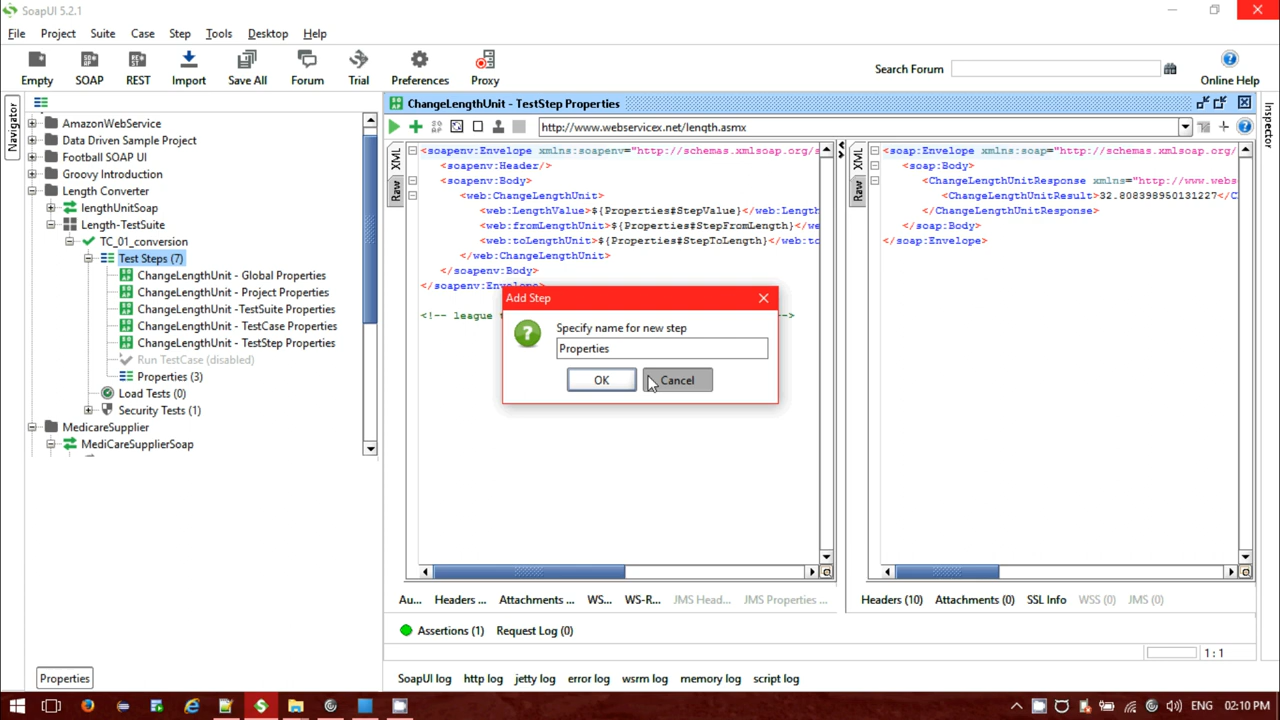 SoapUI 5.2.1
File Project Suite Case Step Tools Desktop Help
Empty SOAP REST Import Save All Forum Trial Preferences Proxy
Search Forum
Online Help
Navigator
AmazonWebService
Data Driven Sample Project
Football SOAP UI
Groovy Introduction
Length Converter
lengthUnitSoap
Length-TestSuite
TC_01_conversion
Test Steps (7)
ChangeLengthUnit - Global Properties
ChangeLengthUnit - Project Properties
ChangeLengthUnit -TestSuite Properties
ChangeLengthUnit - TestCase Properties
ChangeLengthUnit - TestStep Properties
Run TestCase (disabled)
Properties (3)
Load Tests (0)
Security Tests (1)
MedicareSupplier
MediCareSupplierSoap
Properties
ChangeLengthUnit - TestStep Properties
http://www.webservicex.net/length.asmx
XML
Raw
<soapenv:Envelope xmlns:soapenv="http://schemas.xmlsoap.org/s
<soapenv:Header/>
<soapenv:Body>
<web:ChangeLengthUnit>
<web:LengthValue>${Properties#StepValue}</web:Length
<web:fromLengthUnit>${Properties#StepFromLength}</we
<web:toLengthUnit>${Properties#StepToLength}</web:to
</web:ChangeLengthUnit>
</soapenv:Body>
</soapenv:Envelope>
<!-- league t
-->
XML
Raw
<soap:Envelope xmlns:soap="http://schemas.xmlsoap.org/
<soap:Body>
<ChangeLengthUnitResponse xmlns="http://www.webs
<ChangeLengthUnitResult>32.808398950131227</C
</ChangeLengthUnitResponse>
</soap:Body>
</soap:Envelope>
Inspector
Add Step
Specify name for new step
Properties
OK Cancel
Au... Headers ... Attachments ... WS... WS-R... JMS Head... JMS Properties ...
Headers (10) Attachments (0) SSL Info WSS (0) JMS (0)
Assertions (1) Request Log (0)
1 : 1
SoapUI log http log jetty log error log wsrm log memory log script log
ENG 02:10 PM